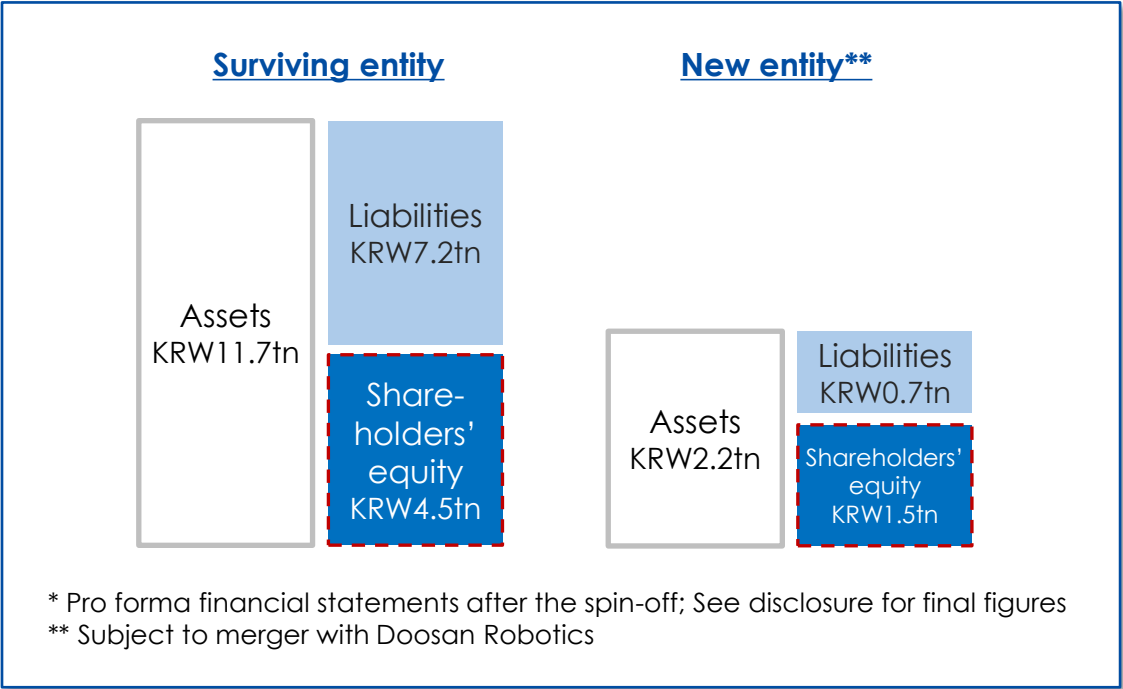 Surviving entity
New entity**
Assets
KRW11.7tn
Liabilities
KRW7.2tn
Share-
holders’
equity
KRW4.5tn
Assets
KRW2.2tn
Liabilities
KRW0.7tn
Shareholders’
equity
KRW1.5tn
* Pro forma financial statements after the spin-off; See disclosure for final figures
** Subject to merger with Doosan Robotics